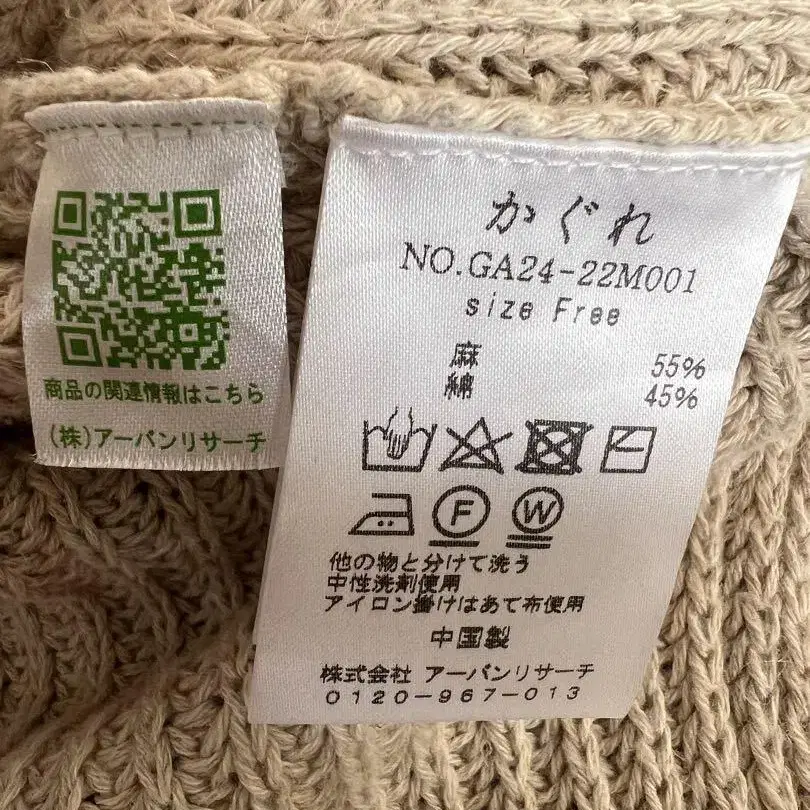 商品の関連情報はこちら
(株)アーバンリサーチ
かぐれ
NO.GA24-22M001
size Free
麻 55%
綿 45%
F W
他の物と分けて洗う
中性洗剤使用
アイロン掛けはあて布使用
中国製
株式会社 アーバンリサーチ
0120-967-013